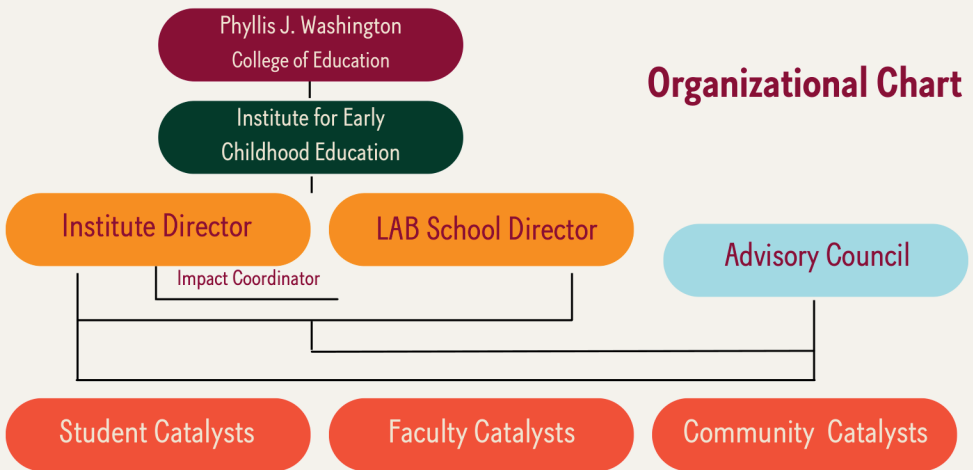 Phyllis J. Washington
College of Education
Organizational Chart
Institute for Early
Childhood Education
Institute Director
LAB School Director
Advisory Council
Impact Coordinator
Student Catalysts
Faculty Catalysts
Community Catalysts